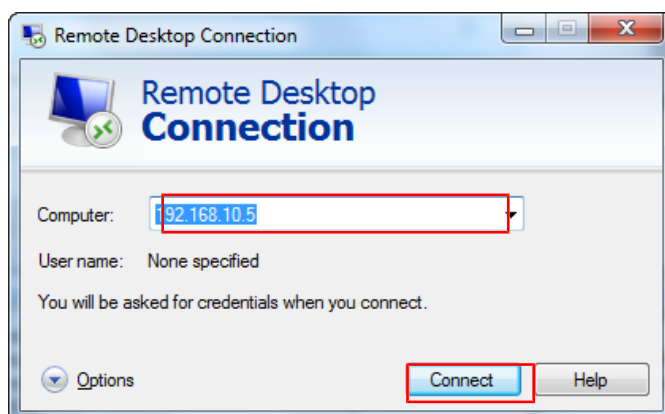 Remote Desktop Connection
Remote Desktop
Connection
Computer: 192.168.10.5
User name: None specified
You will be asked for credentials when you connect.
Options Connect Help